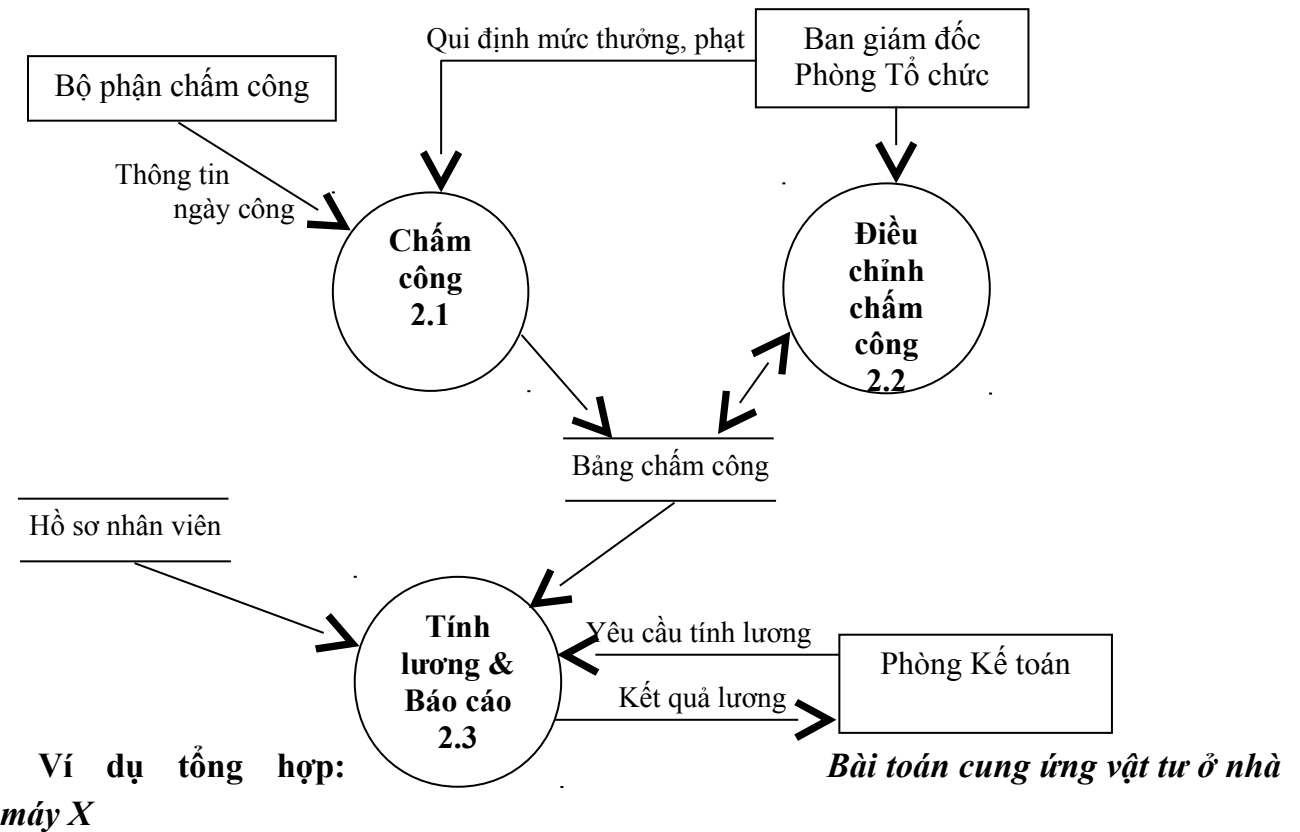 Qui định mức thưởng, phạt
Ban giám đốc
Phòng Tổ chức
Bộ phận chấm công
Thông tin
ngày công
Chấm
công
2.1
Điều
chỉnh
chấm
công
2.2
Bảng chấm công
Hồ sơ nhân viên
Tính
lương &
Báo cáo
2.3
Yêu cầu tính lương
Kết quả lương
Phòng Kế toán
Ví dụ tổng hợp: Bài toán cung ứng vật tư ở nhà
máy X